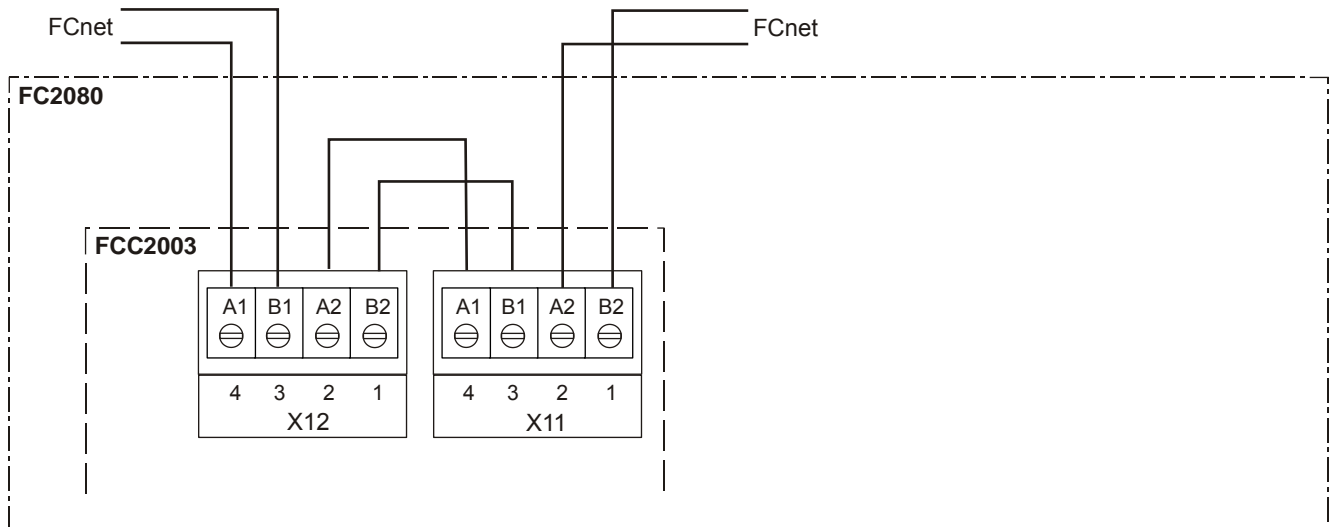 FCnet
FCnet
FC2080
FCC2003
A1 B1 A2 B2
A1 B1 A2 B2
4 3 2 1
4 3 2 1
X12
X11